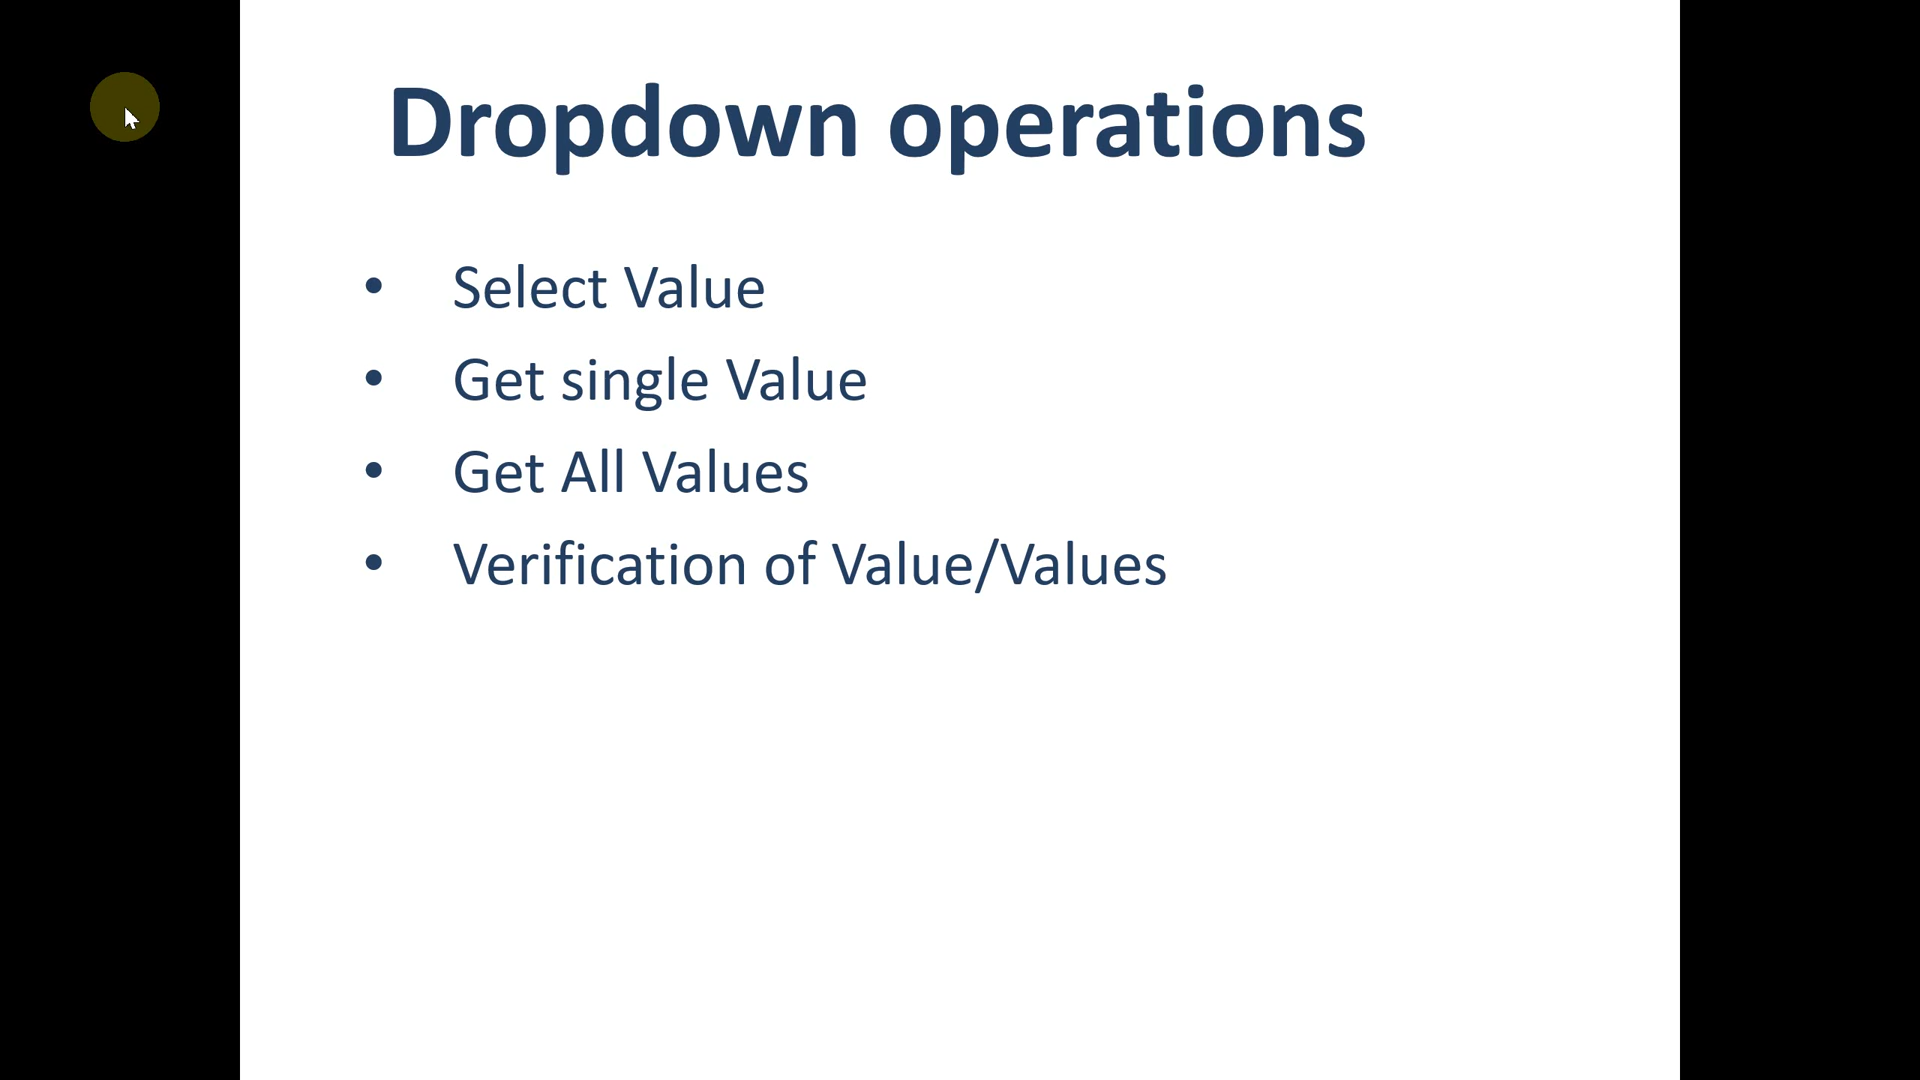 Dropdown operations
• Select Value
• Get single Value
• Get All Values
• Verification of Value/Values